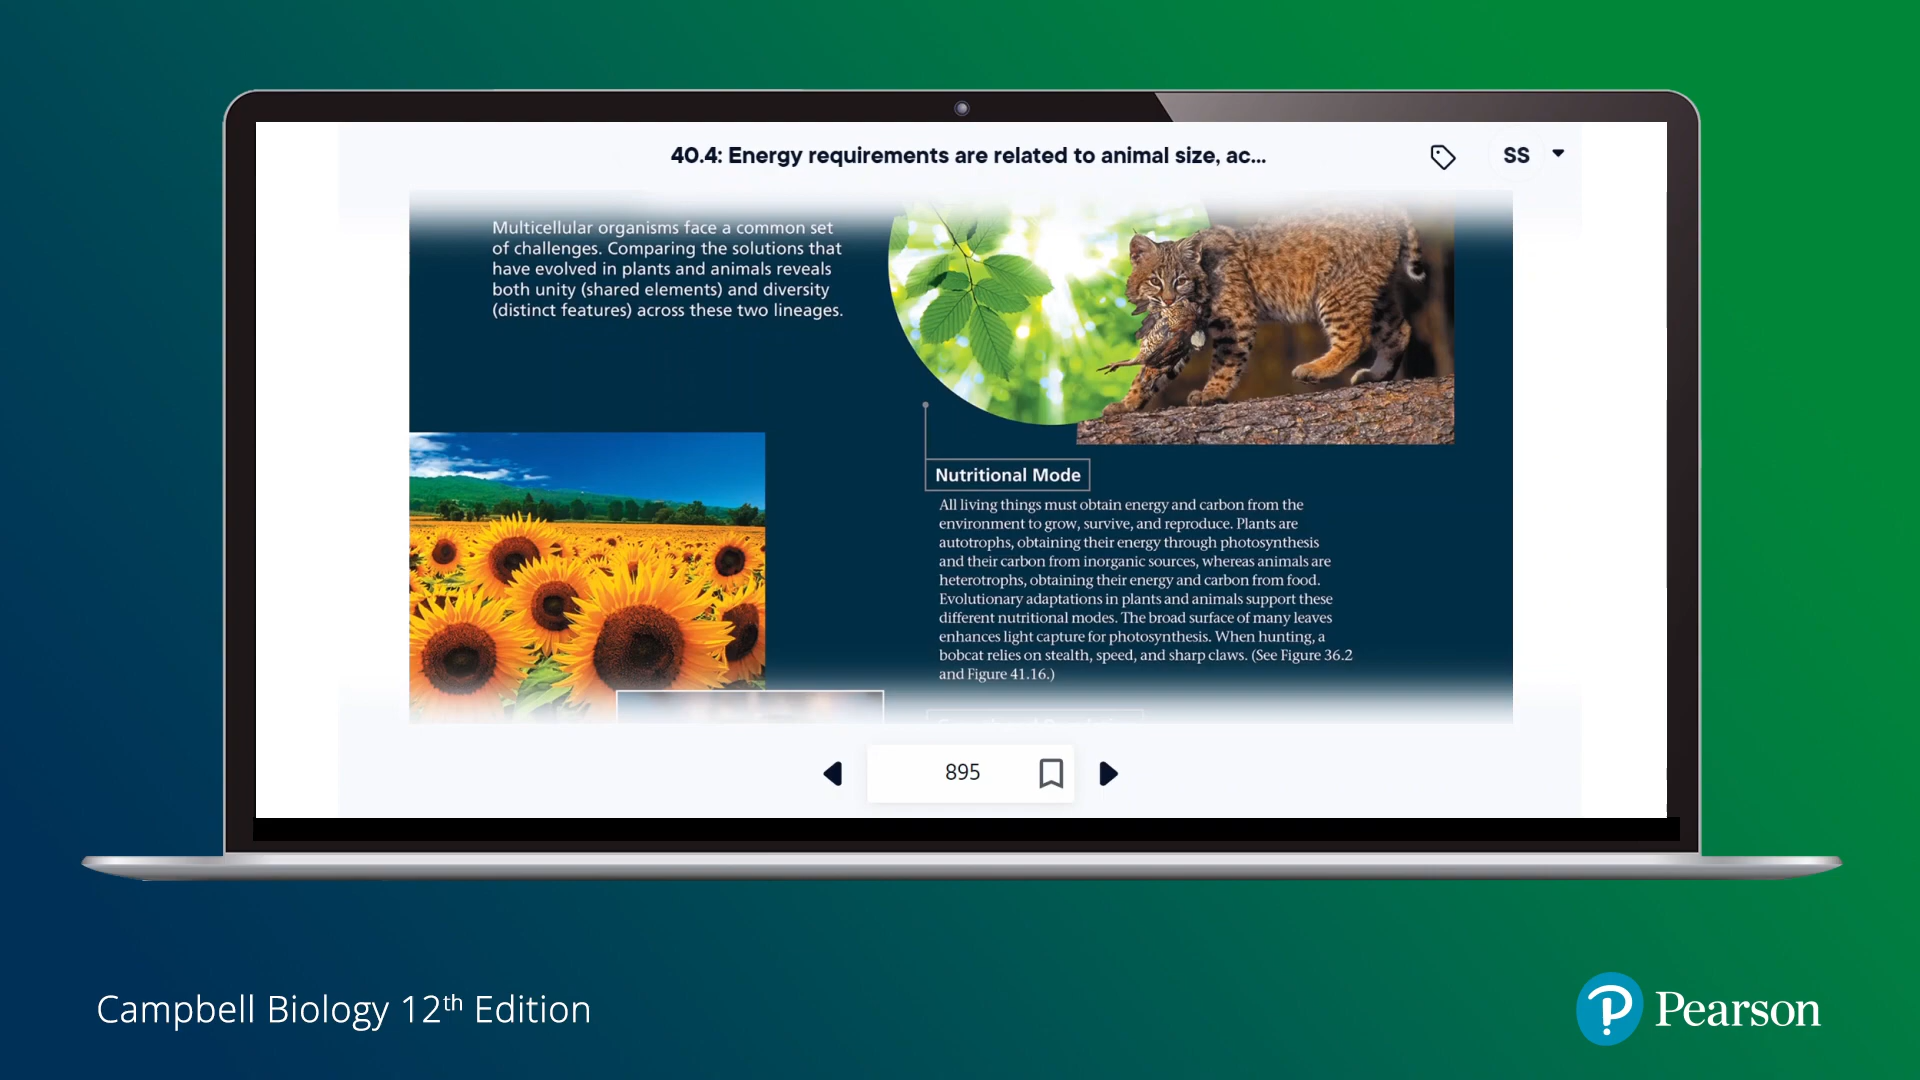 40.4: Energy requirements are related to animal size, ac...
SS
Multicellular organisms face a common set
of challenges. Comparing the solutions that
have evolved in plants and animals reveals
both unity (shared elements) and diversity
(distinct features) across these two lineages.
Nutritional Mode
All living things must obtain energy and carbon from the
environment to grow, survive, and reproduce. Plants are
autotrophs, obtaining their energy through photosynthesis
and their carbon from inorganic sources, whereas animals are
heterotrophs, obtaining their energy and carbon from food.
Evolutionary adaptations in plants and animals support these
different nutritional modes. The broad surface of many leaves
enhances light capture for photosynthesis. When hunting, a
bobcat relies on stealth, speed, and sharp claws. (See Figure 36.2
and Figure 41.16.)
895
Campbell Biology 12th Edition
Pearson